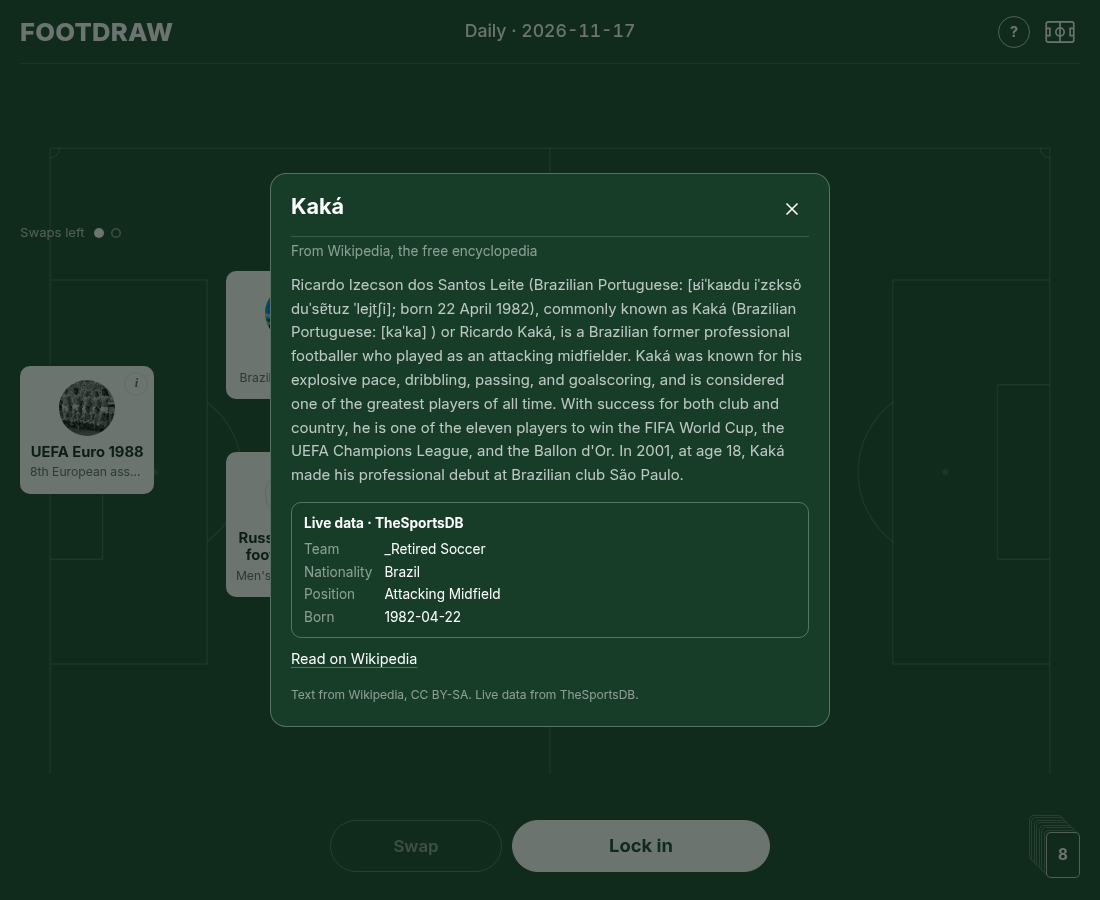 FOOTDRAW
Daily · 2026-11-17
?
Swaps left
Kaká
From Wikipedia, the free encyclopedia
Ricardo Izecson dos Santos Leite (Brazilian Portuguese: [ʁiˈkaʁdu iˈzɛksõ
duˈsɐ̃tuz ˈlejtʃi]; born 22 April 1982), commonly known as Kaká (Brazilian
Portuguese: [kaˈka] ) or Ricardo Kaká, is a Brazilian former professional
footballer who played as an attacking midfielder. Kaká was known for his
explosive pace, dribbling, passing, and goalscoring, and is considered
one of the greatest players of all time. With success for both club and
country, he is one of the eleven players to win the FIFA World Cup, the
UEFA Champions League, and the Ballon d'Or. In 2001, at age 18, Kaká
made his professional debut at Brazilian club São Paulo.
Live data · TheSportsDB
Team _Retired Soccer
Nationality Brazil
Position Attacking Midfield
Born 1982-04-22
Read on Wikipedia
Text from Wikipedia, CC BY-SA. Live data from TheSportsDB.
i
UEFA Euro 1988
8th European ass...
Brazil
Russ
foot
Men's
Swap
Lock in
8